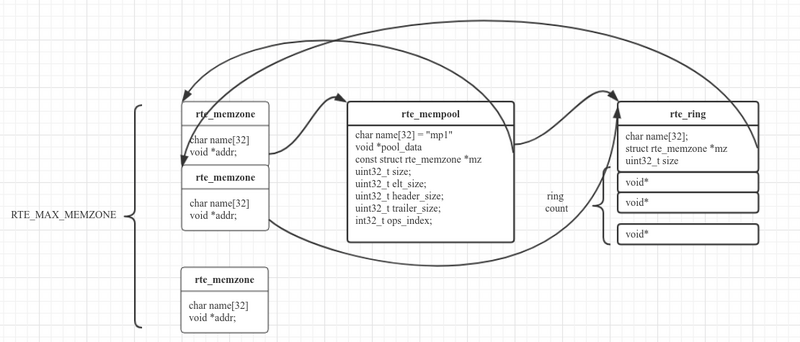 RTE_MAX_MEMZONE
rte_memzone
char name[32]
void *addr;
rte_memzone
char name[32]
void *addr;
rte_memzone
char name[32]
void *addr;
rte_mempool
char name[32] = "mp1"
void *pool_data
const struct rte_memzone *mz
uint32_t size;
uint32_t elt_size;
uint32_t header_size;
uint32_t trailer_size;
int32_t ops_index;
rte_ring
char name[32];
struct rte_memzone *mz
uint32_t size
ring
count
void*
void*
void*